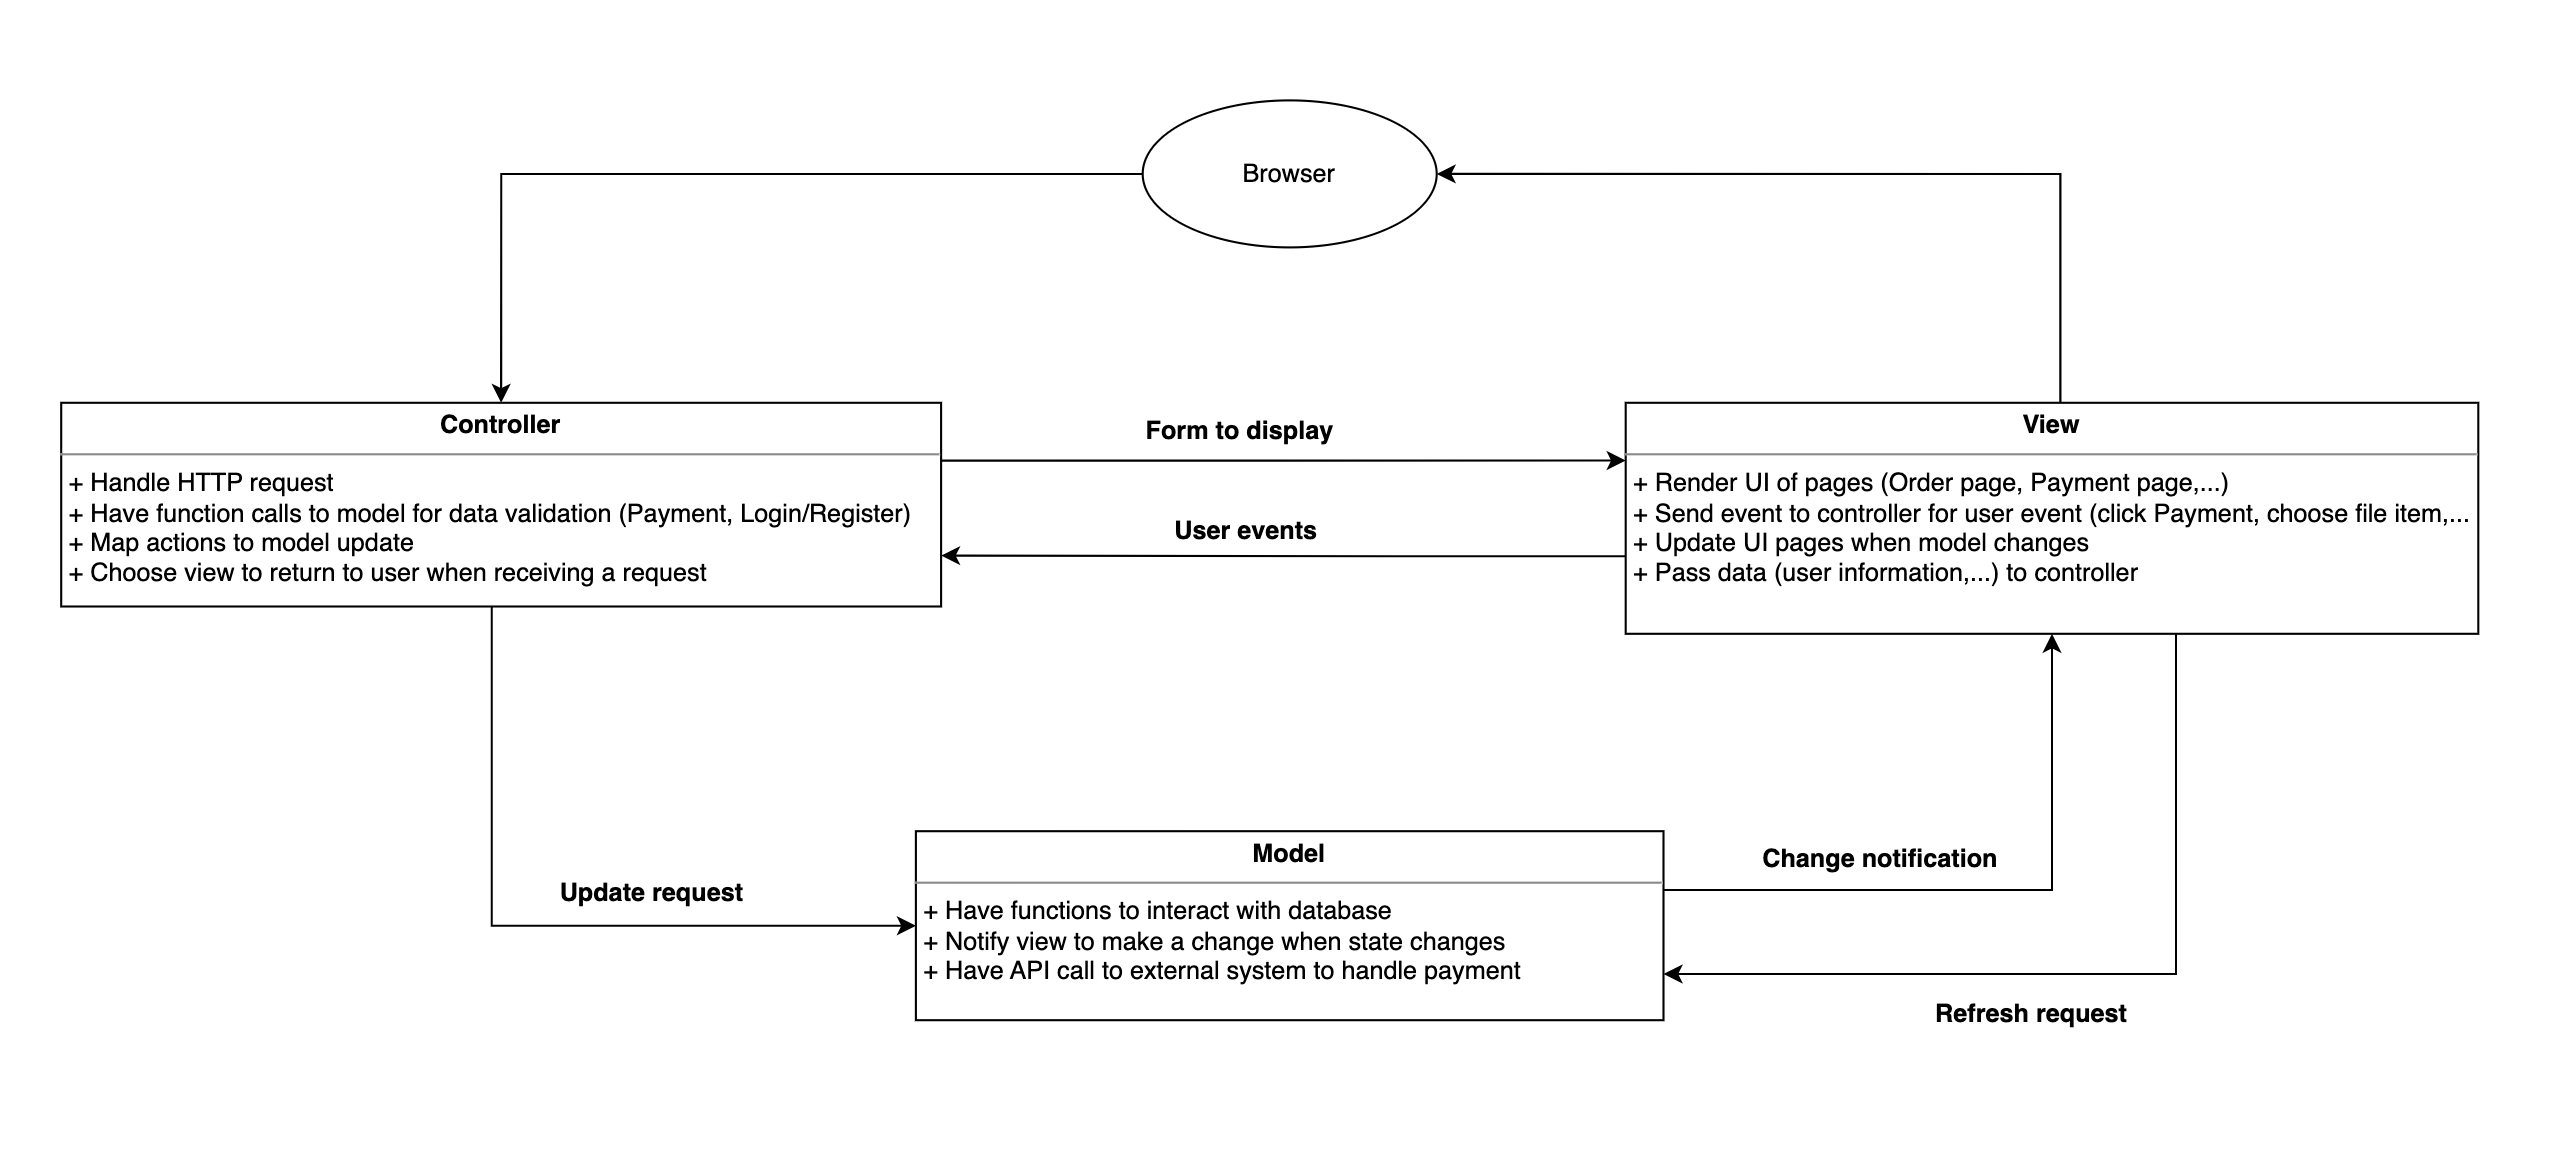 Browser
Controller
+ Handle HTTP request
+ Have function calls to model for data validation (Payment, Login/Register)
+ Map actions to model update
+ Choose view to return to user when receiving a request
Form to display
User events
View
+ Render UI of pages (Order page, Payment page,...)
+ Send event to controller for user event (click Payment, choose file item,...
+ Update UI pages when model changes
+ Pass data (user information,...) to controller
Update request
Model
+ Have functions to interact with database
+ Notify view to make a change when state changes
+ Have API call to external system to handle payment
Change notification
Refresh request